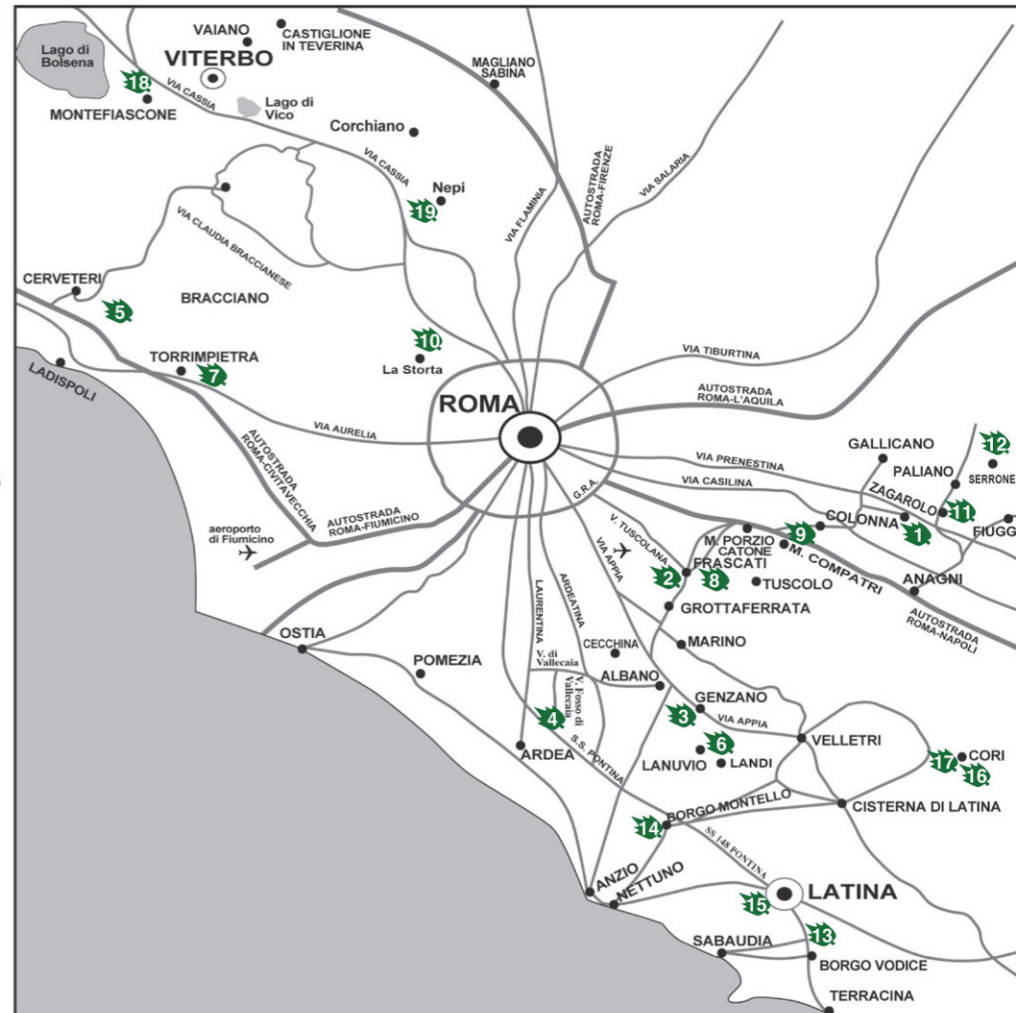 CASTIGLIONE
IN TEVERINA
VAIANO
Lago di
Bolsena
VITERBO
MAGLIANO
SABINA
18
VIA CASSIA
Lago di
Vico
MONTEFIASCONE
Corchiano
VIA CASSIA
AUTOSTRADA
ROMA-FIRENZE
VIA SALARIA
Nepi
19
VIA FLAMINIA
VIA CLAUDIA BRACCIANESE
CERVETERI
BRACCIANO
5
10
La Storta
TORRIMPIETRA
7
LADISPOLI
VIA TIBURTINA
AUTOSTRADA
ROMA-L'AQUILA
ROMA
VIA AURELIA
AUTOSTRADA
ROMA-CIVITAVECCHIA
GALLICANO
12
SERRONE
PALIANO
VIA PRENESTINA
VIA CASILINA
ZAGAROLO
11
G.R.A.
AUTOSTRADA
ROMA-FIUMICINO
aeroporto
di Fiumicino
V. TUSCOLANA
VIA APPIA
M. PORZIO
CATONE
9
COLONNA
1
FIUGG
M. COMPATRI
FRASCATI
2
8
TUSCOLO
ANAGNI
GROTTAFERRATA
AUTOSTRADA
ROMA-NAPOLI
LAURENTINA
ARDEATINA
OSTIA
CECCHINA
MARINO
V. di
Vallecaia
POMEZIA
ALBANO
V. Fosso di
Vallecaia
GENZANO
3
4
VIA APPIA
S.S. PONTINA
ARDEA
6
LANUVIO
LANDI
VELLETRI
17
CORI
16
BORGO MONTELLO
CISTERNA DI LATINA
14
SS 148 PONTINA
ANZIO
NETTUNO
LATINA
15
SABAUDIA
13
BORGO VODICE
TERRACINA